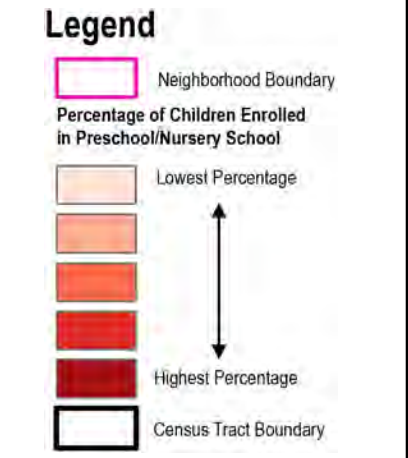 Legend
Neighborhood Boundary
Percentage of Children Enrolled
in Preschool/Nursery School
Lowest Percentage
Highest Percentage
Census Tract Boundary